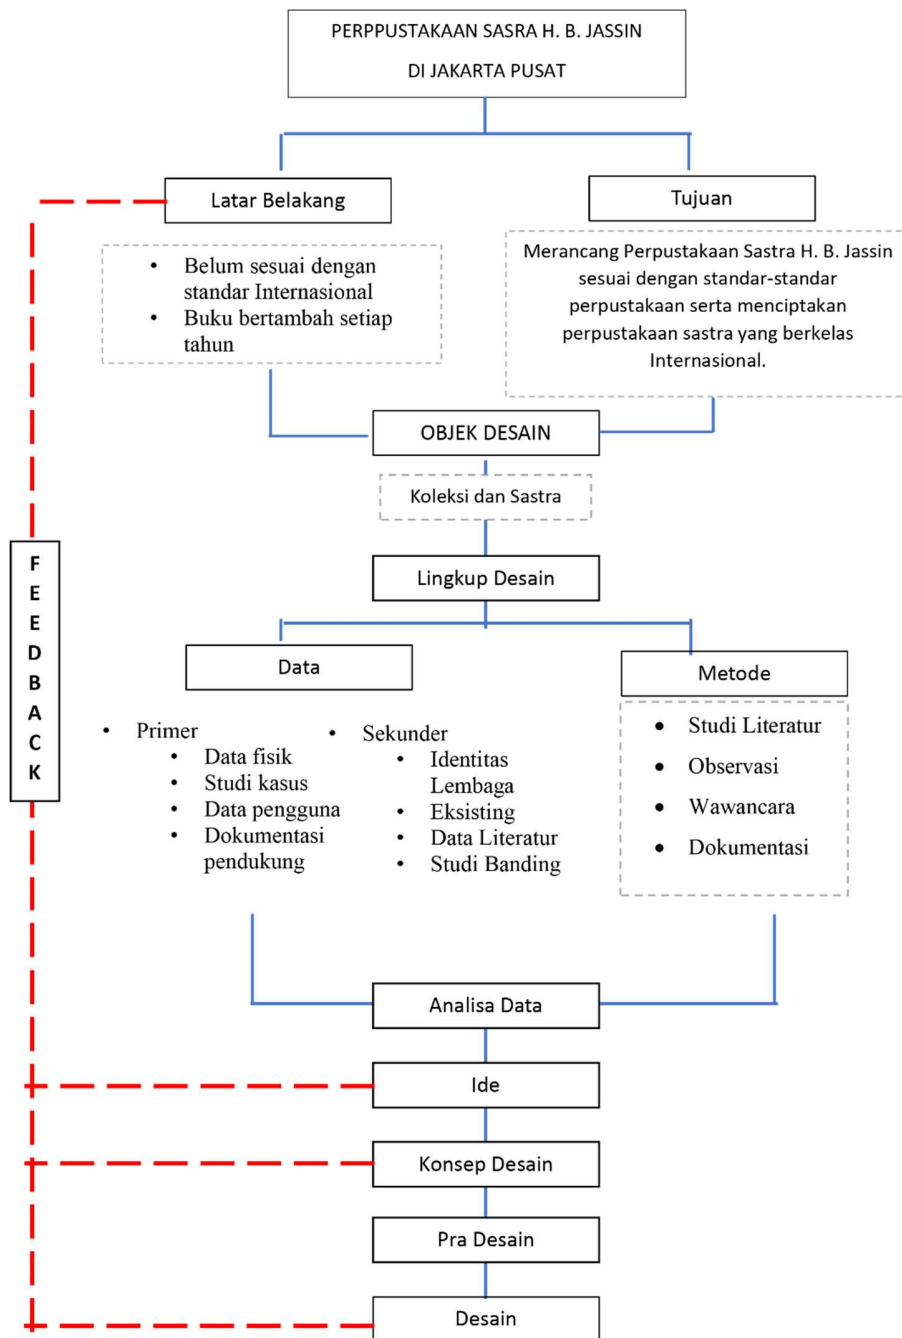 PERPPUSTAKAAN SASRA H. B. JASSIN
DI JAKARTA PUSAT
Latar Belakang
Tujuan
• Belum sesuai dengan
standar Internasional
• Buku bertambah setiap
tahun
Merancang Perpustakaan Sastra H. B. Jassin
sesuai dengan standar-standar
perpustakaan serta menciptakan
perpustakaan sastra yang berkelas
Internasional.
OBJEK DESAIN
Koleksi dan Sastra
Lingkup Desain
F
E
E
D
B
A
C
K
Data
Metode
• Primer
• Data fisik
• Studi kasus
• Data pengguna
• Dokumentasi
pendukung
• Sekunder
• Identitas
Lembaga
• Eksisting
• Data Literatur
• Studi Banding
• Studi Literatur
• Observasi
• Wawancara
• Dokumentasi
Analisa Data
Ide
Konsep Desain
Pra Desain
Desain